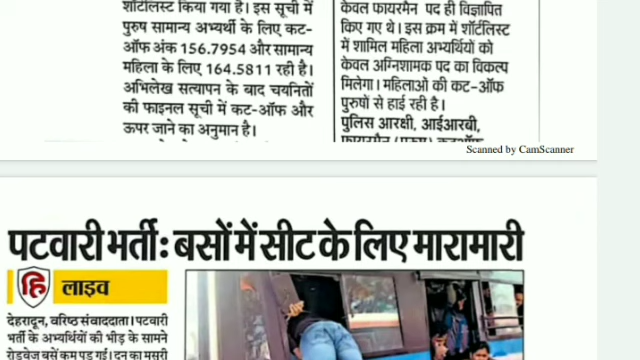 शॉर्टलिस्ट किया गया है। इस सूची में
पुरुष सामान्य अभ्यर्थी के लिए कट-
ऑफ अंक 156.7954 और सामान्य
महिला के लिए 164.5811 रही है।
अभिलेख सत्यापन के बाद चयनितों
की फाइनल सूची में कट-ऑफ और
ऊपर जाने का अनुमान है।
केवल फायरमैन पद ही विज्ञापित
किए गए थे। इस क्रम में शॉर्टलिस्ट
में शामिल महिला अभ्यर्थियों को
केवल अग्निशामक पद का विकल्प
मिलेगा। महिलाओं की कट-ऑफ
पुरुषों से हाई रही है।
पुलिस आरक्षी, आईआरबी,
फायरमैन (पुरुष) कटऑफ
Scanned by CamScanner
पटवारी भर्ती: बसों में सीट के लिए मारामारी
हि लाइव
देहरादून, वरिष्ठ संवाददाता। पटवारी
भर्ती के अभ्यर्थियों की भीड़ के सामने
रोडवेज बसें कम पड़ गईं। दून का मसूरी